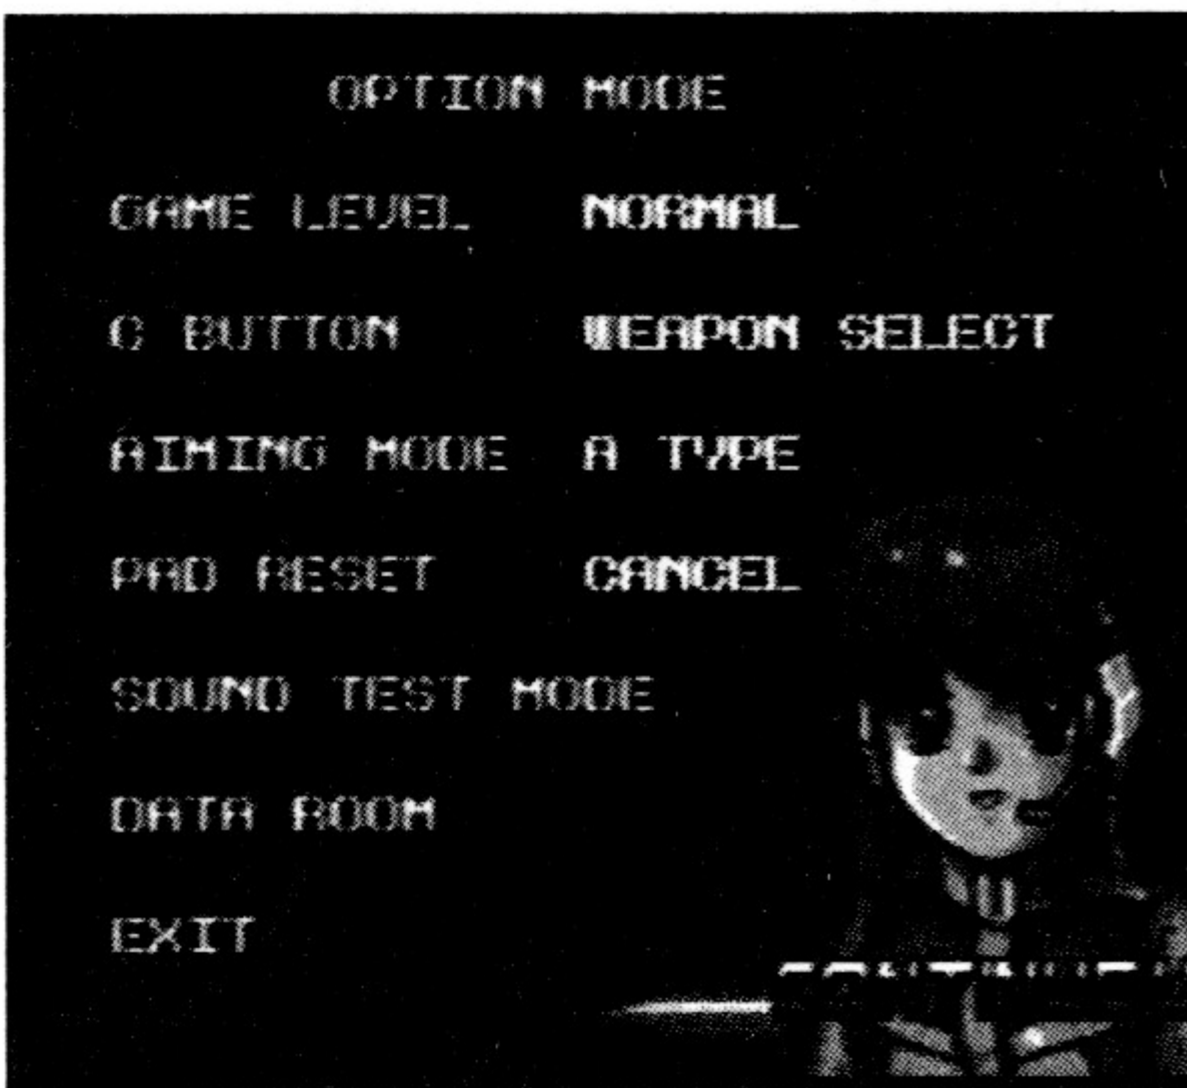 OPTION MODE
GAME LEVEL NORMAL
C BUTTON WEAPON SELECT
AIMING MODE A TYPE
PAD RESET CANCEL
SOUND TEST MODE
DATA ROOM
EXIT